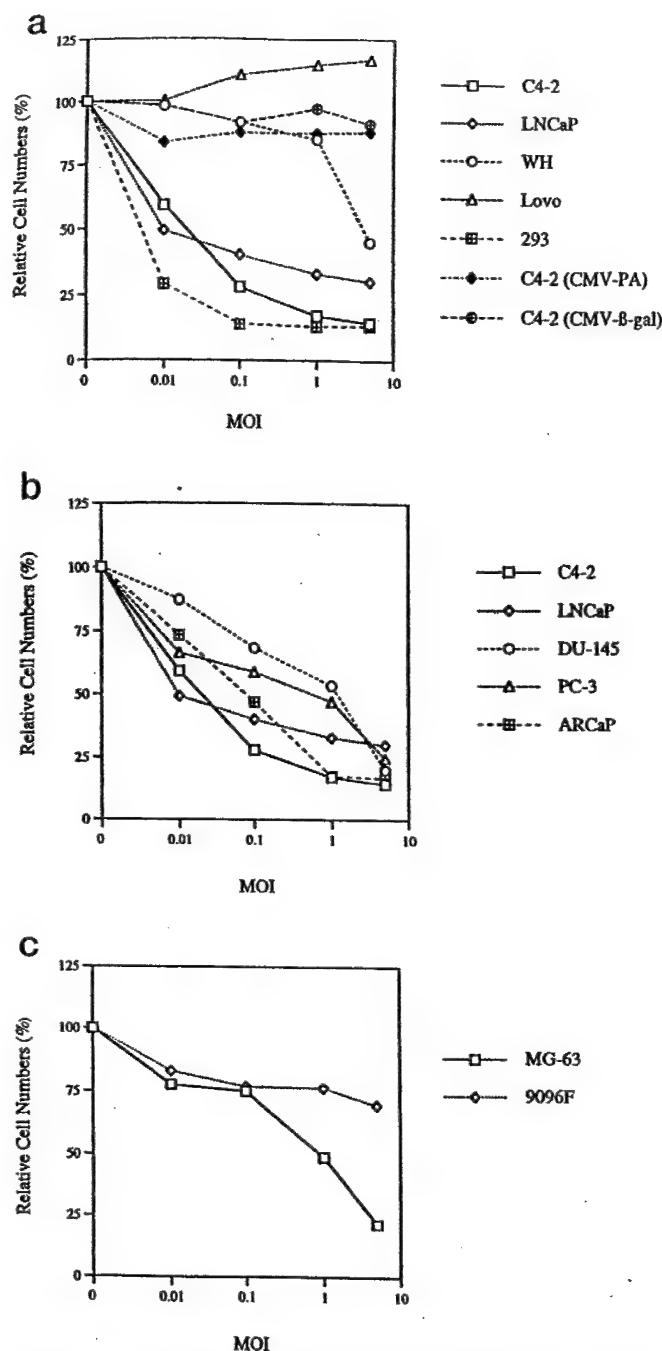 a
125
100
75
50
25
0
Relative Cell Numbers (%)
0 0.01 0.1 1 10
MOI
C4-2
LNCaP
WH
Lovo
293
C4-2 (CMV-PA)
C4-2 (CMV-ß-gal)
b
125
100
75
50
25
0
Relative Cell Numbers (%)
0 0.01 0.1 1 10
MOI
C4-2
LNCaP
DU-145
PC-3
ARCaP
c
125
100
75
50
25
0
Relative Cell Numbers (%)
0 0.01 0.1 1 10
MOI
MG-63
9096F